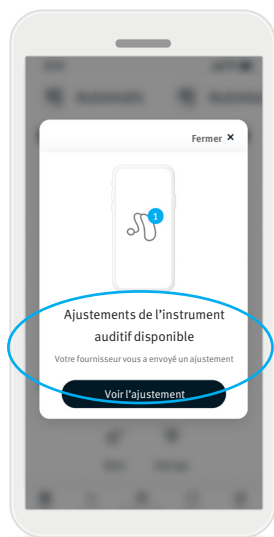 Fermer ×
1
Ajustements de l’instrument
auditif disponible
Votre fournisseur vous a envoyé un ajustement
Voir l’ajustement